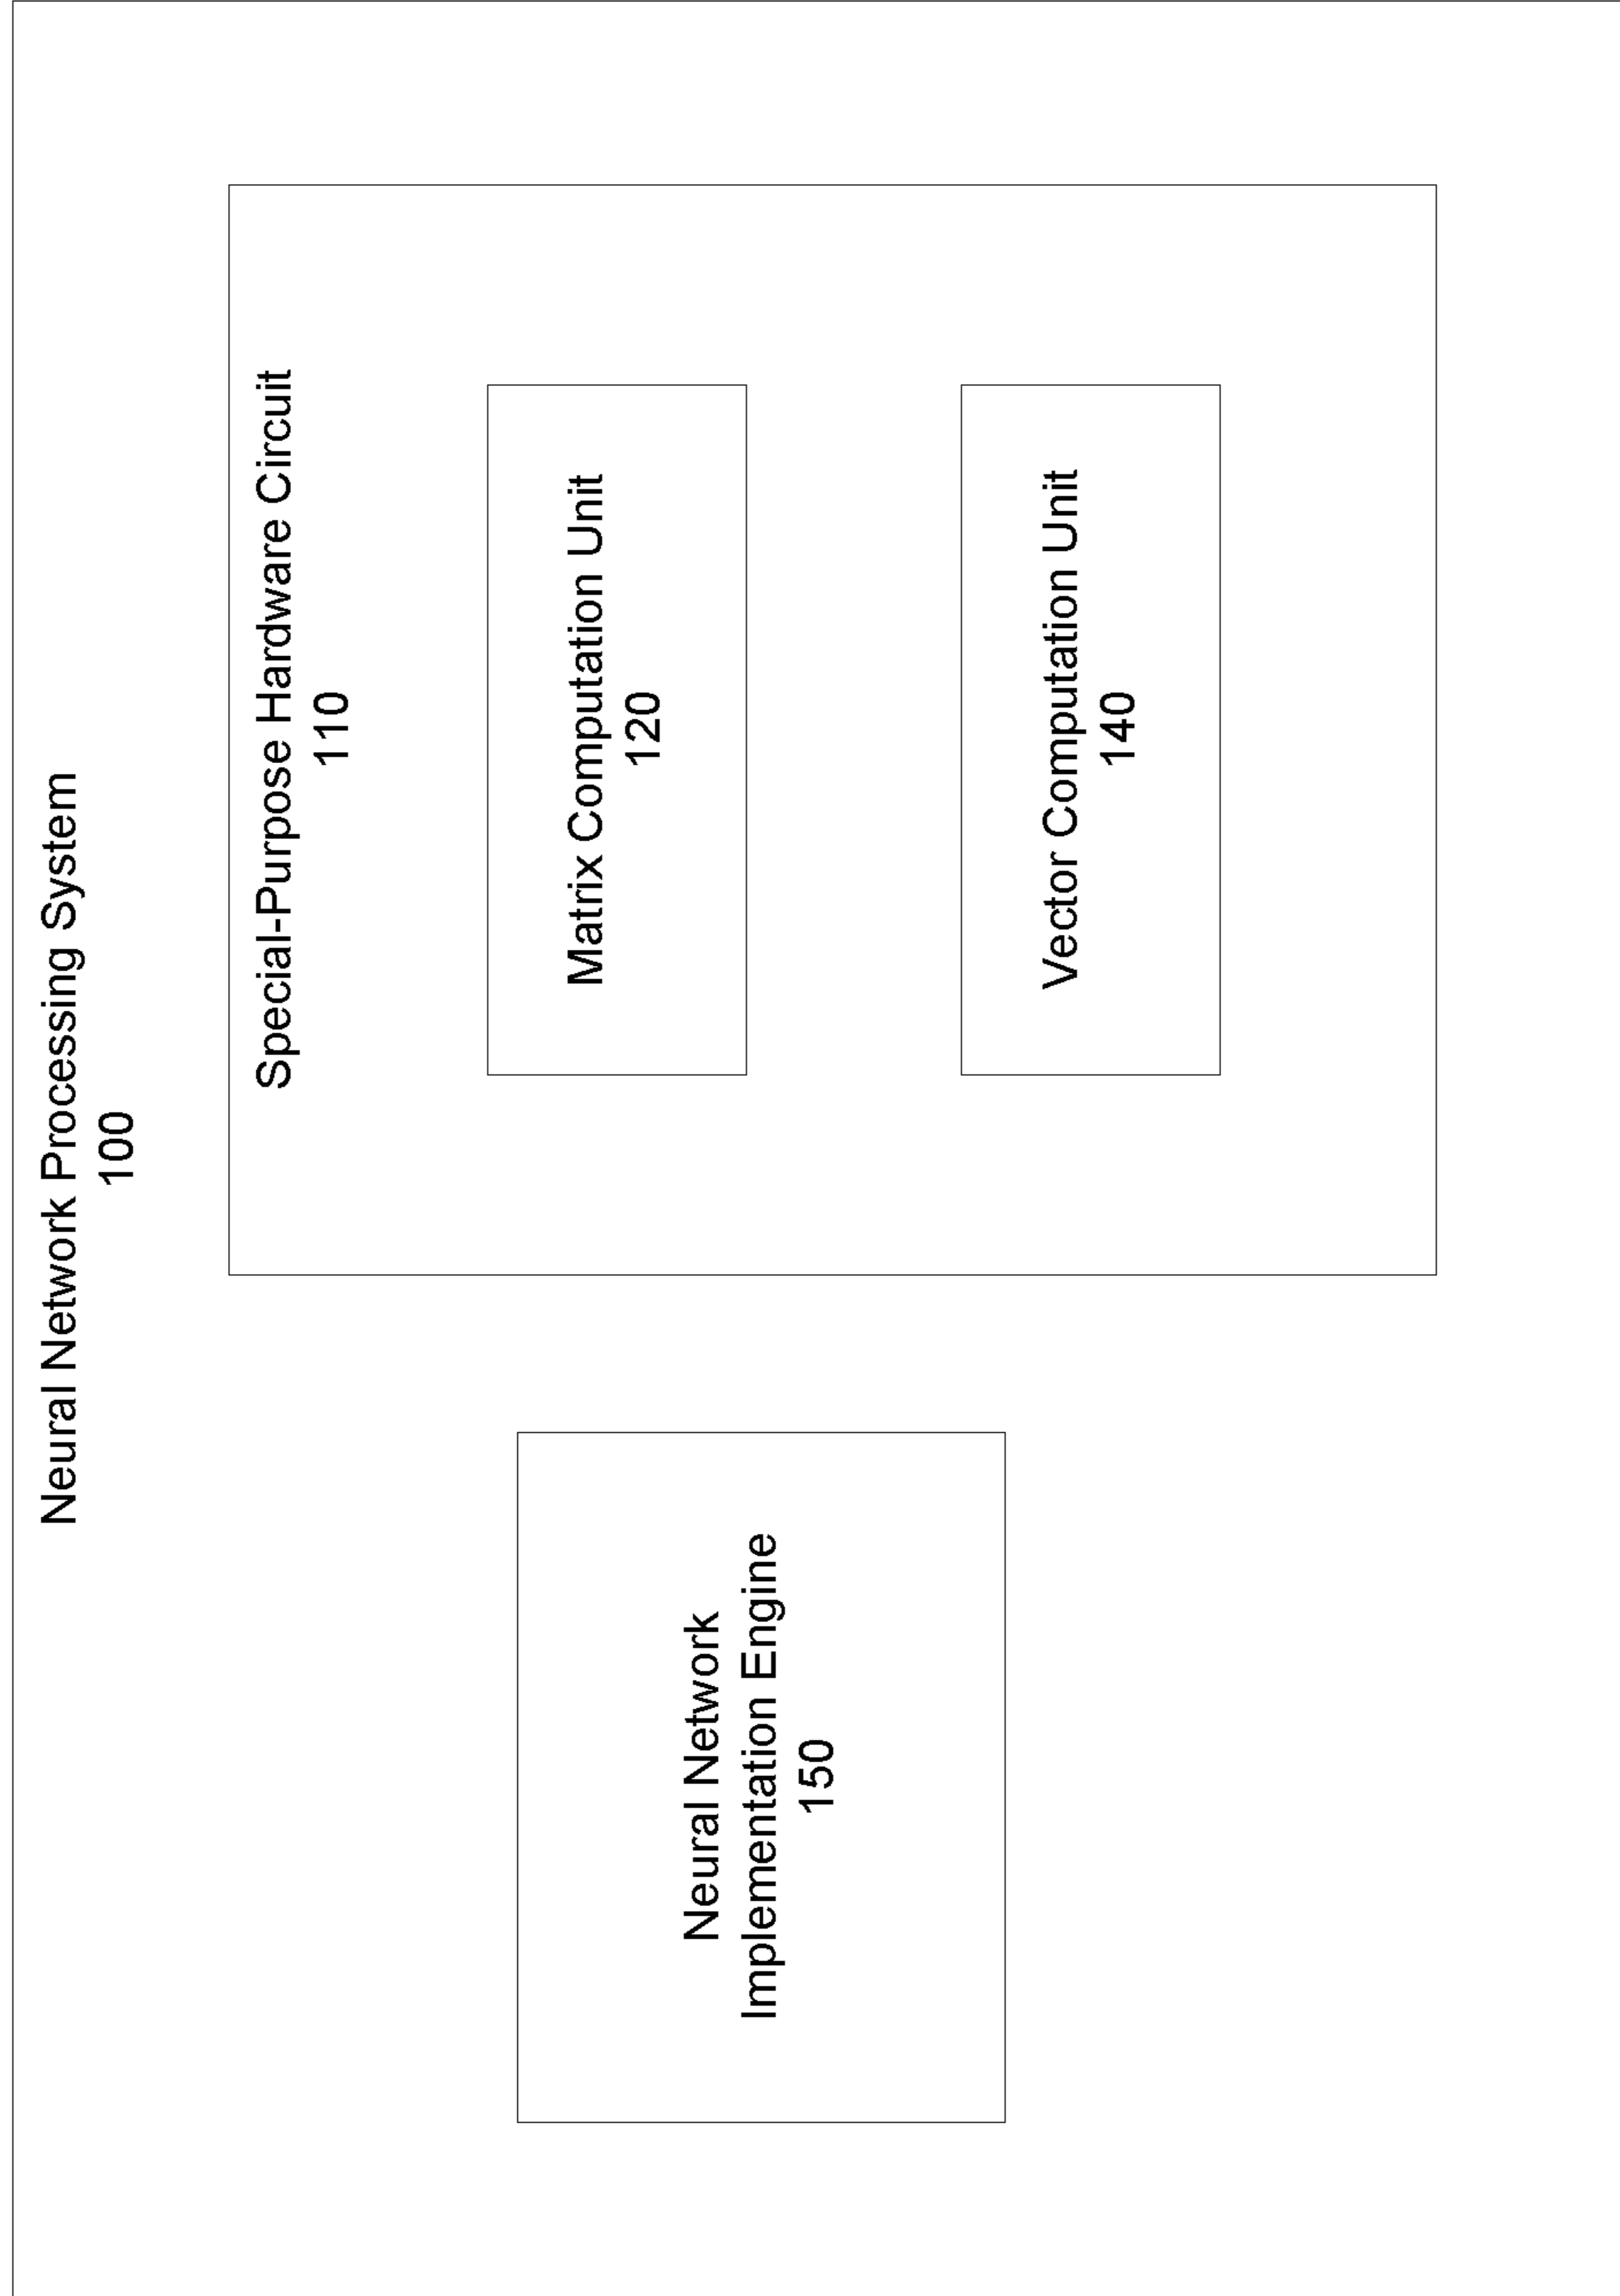 Neural Network Processing System
100
Neural Network
Implementation Engine
150
Special-Purpose Hardware Circuit
110
Matrix Computation Unit
120
Vector Computation Unit
140